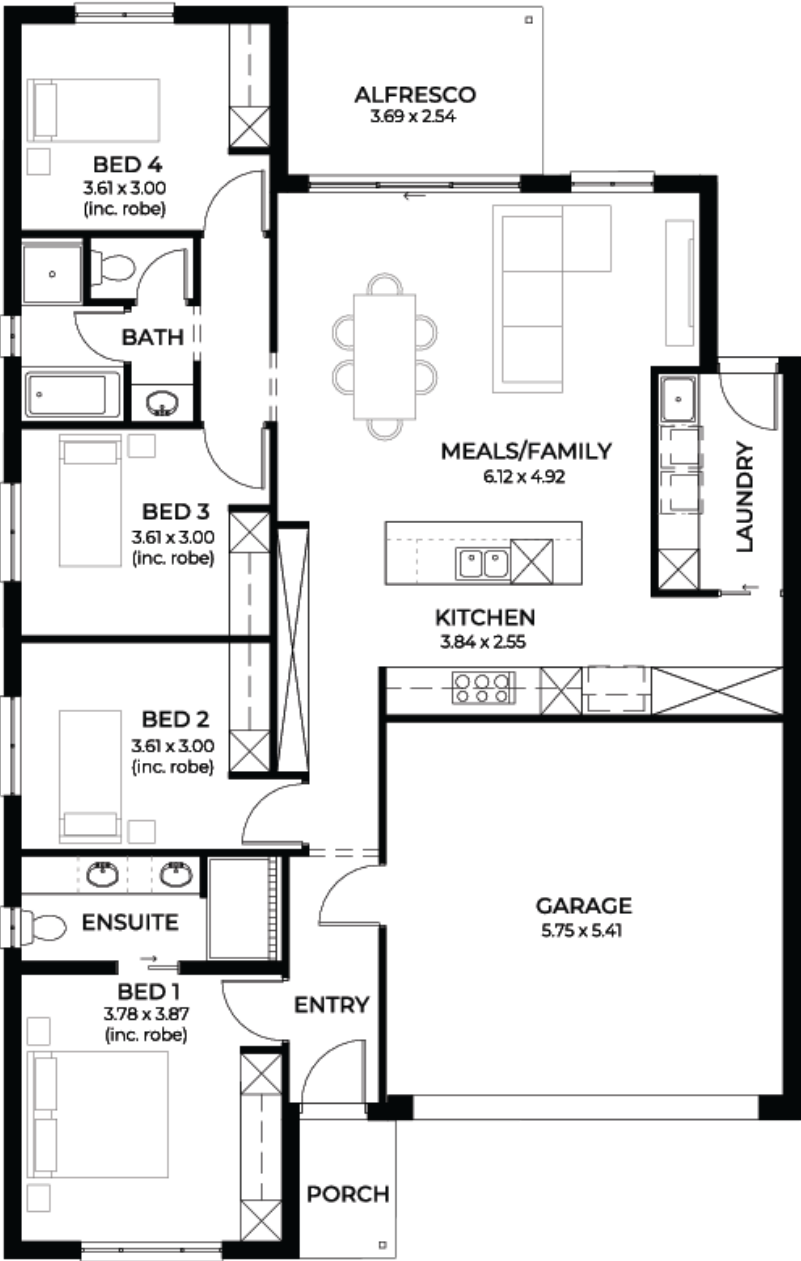 ALFRESCO
3.69 x 2.54
BED 4
3.61 x 3.00
(inc. robe)
BATH
MEALS/FAMILY
6.12 x 4.92
LAUNDRY
BED 3
3.61 x 3.00
(inc. robe)
KITCHEN
3.84 x 2.55
BED 2
3.61 x 3.00
(inc. robe)
GARAGE
5.75 x 5.41
ENSUITE
BED 1
3.78 x 3.87
(inc. robe)
ENTRY
PORCH